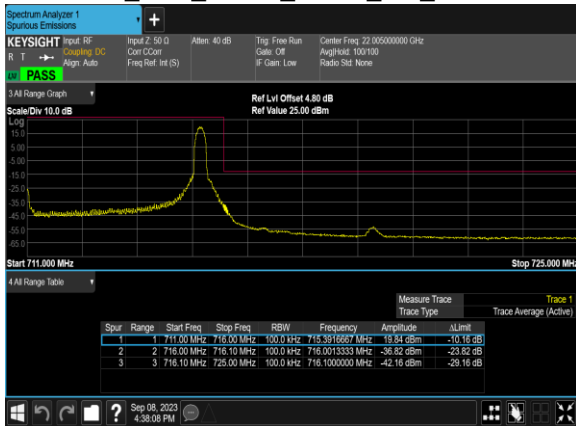 Spectrum Analyzer 1
Spurious Emissions
+
KEYSIGHT Input: RF Input Z: 50 Ω Atten: 40 dB Trig: Free Run Center Freq: 22.005000000 GHz
R T Coupling: DC Corr CCorr Gate: Off Avg|Hold: 100/100
Align: Auto Freq Ref: Int (S) IF Gain: Low Radio Std: None
PASS
3 All Range Graph
Ref Lvl Offset 4.80 dB
Scale/Div 10.0 dB Ref Value 25.00 dBm
Log
15.0
5.00
-5.00
-15.0
-25.0
-35.0
-45.0
-55.0
-65.0
Start 711.000 MHz Stop 725.000 MHz
4 All Range Table
Measure Trace Trace 1
Trace Type Trace Average (Active)
Spur Range Start Freq Stop Freq RBW Frequency Amplitude ΔLimit
1 1 711.00 MHz 716.00 MHz 100.0 kHz 715.3916667 MHz 19.84 dBm -10.16 dB
2 2 716.00 MHz 716.10 MHz 100.0 kHz 716.0013333 MHz -36.82 dBm -23.82 dB
3 3 716.10 MHz 725.00 MHz 100.0 kHz 716.1000000 MHz -42.16 dBm -29.16 dB
? Sep 08, 2023
4:38:08 PM